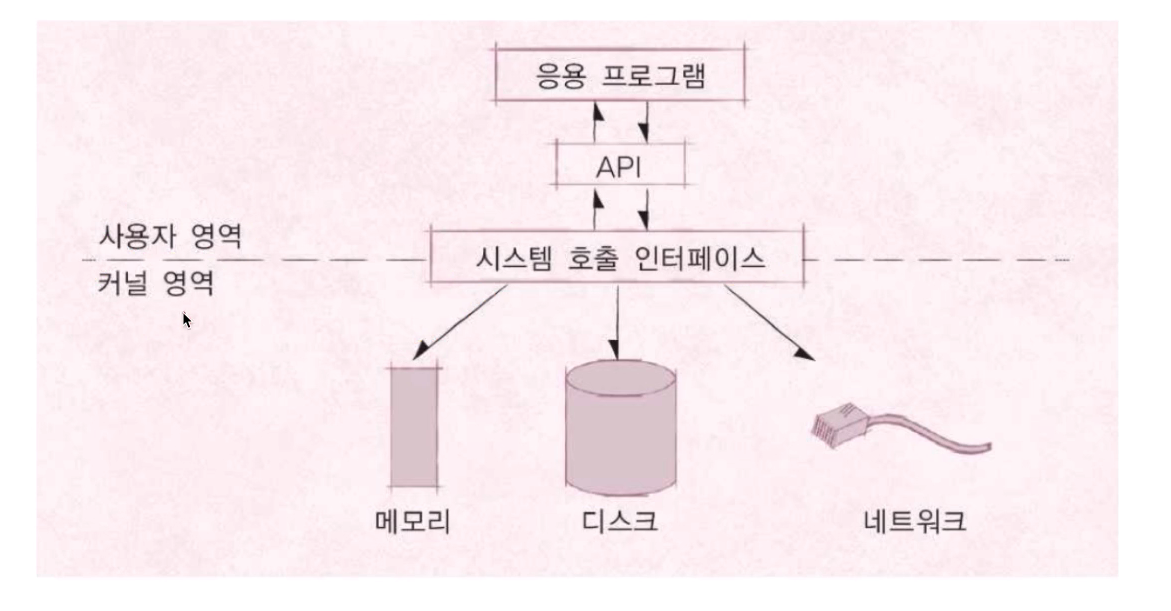 응용 프로그램
API
사용자 영역
시스템 호출 인터페이스
커널 영역
메모리 디스크 네트워크